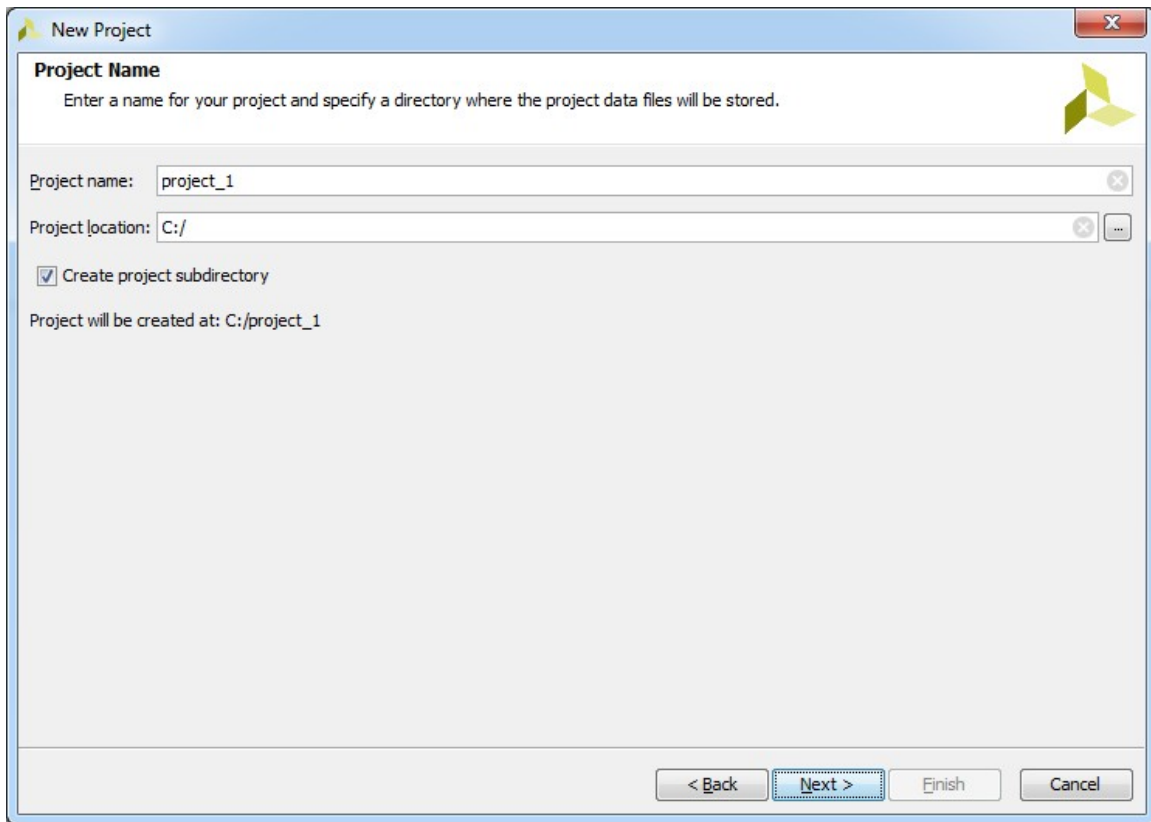 New Project
Project Name
Enter a name for your project and specify a directory where the project data files will be stored.
Project name: project_1
Project location: C:/ ...
Create project subdirectory
Project will be created at: C:/project_1
< Back Next > Finish Cancel